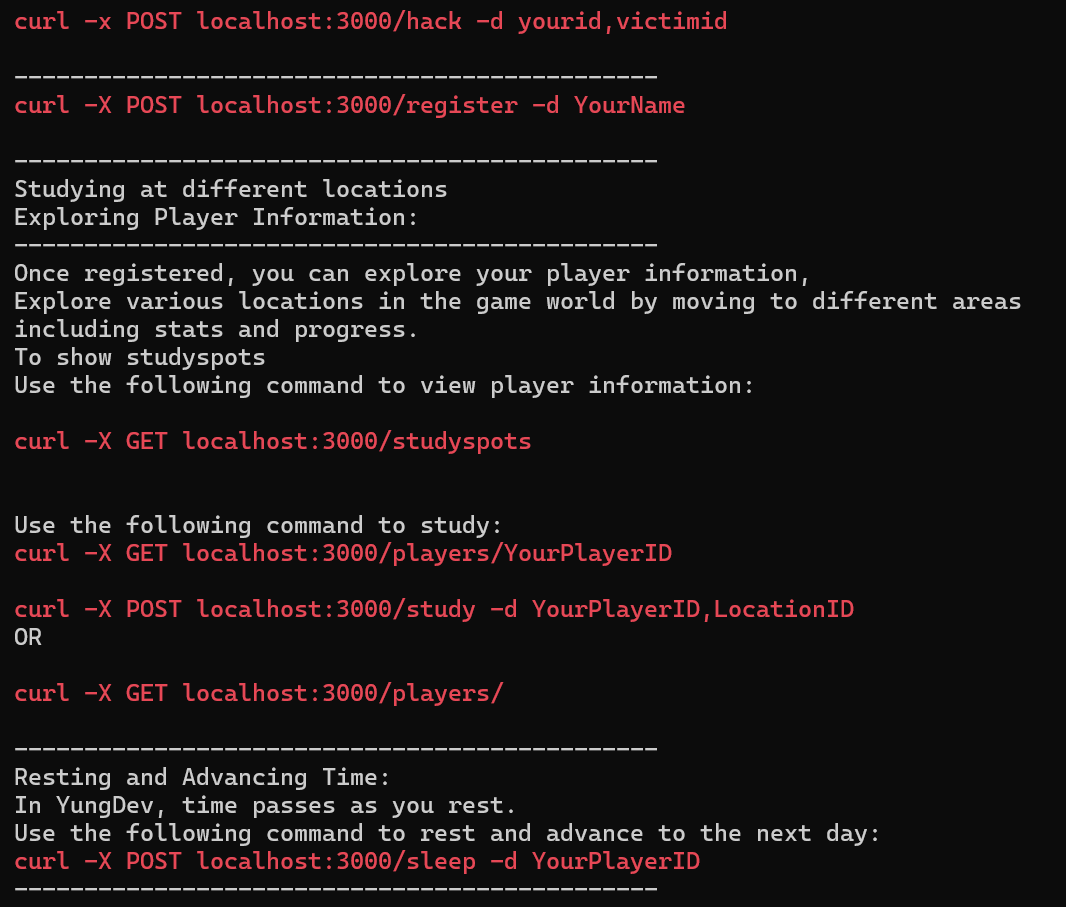 curl -x POST localhost:3000/hack -d yourid,victimid
----------------------------------------------
curl -X POST localhost:3000/register -d YourName
----------------------------------------------
Studying at different locations
Exploring Player Information:
----------------------------------------------
Once registered, you can explore your player information,
Explore various locations in the game world by moving to different areas
including stats and progress.
To show studyspots
Use the following command to view player information:
curl -X GET localhost:3000/studyspots
Use the following command to study:
curl -X GET localhost:3000/players/YourPlayerID
curl -X POST localhost:3000/study -d YourPlayerID,LocationID
OR
curl -X GET localhost:3000/players/
----------------------------------------------
Resting and Advancing Time:
In YungDev, time passes as you rest.
Use the following command to rest and advance to the next day:
curl -X POST localhost:3000/sleep -d YourPlayerID
----------------------------------------------